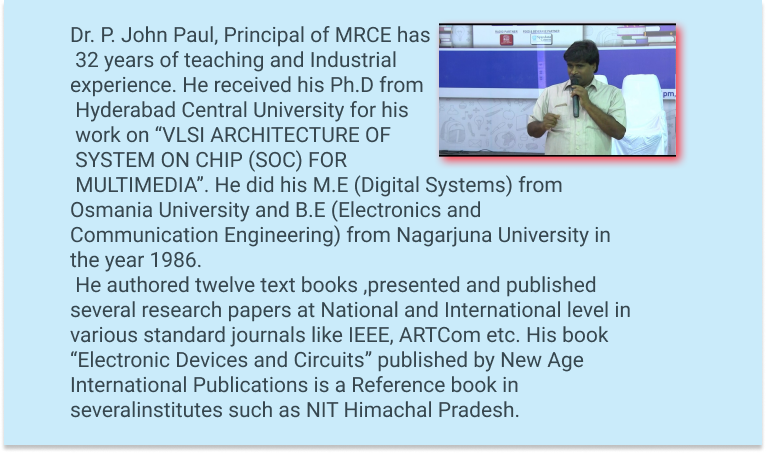 Dr. P. John Paul, Principal of MRCE has
32 years of teaching and Industrial
experience. He received his Ph.D from
Hyderabad Central University for his
work on “VLSI ARCHITECTURE OF
SYSTEM ON CHIP (SOC) FOR
MULTIMEDIA”. He did his M.E (Digital Systems) from
Osmania University and B.E (Electronics and
Communication Engineering) from Nagarjuna University in
the year 1986.
He authored twelve text books ,presented and published
several research papers at National and International level in
various standard journals like IEEE, ARTCom etc. His book
“Electronic Devices and Circuits” published by New Age
International Publications is a Reference book in
severalinstitutes such as NIT Himachal Pradesh.